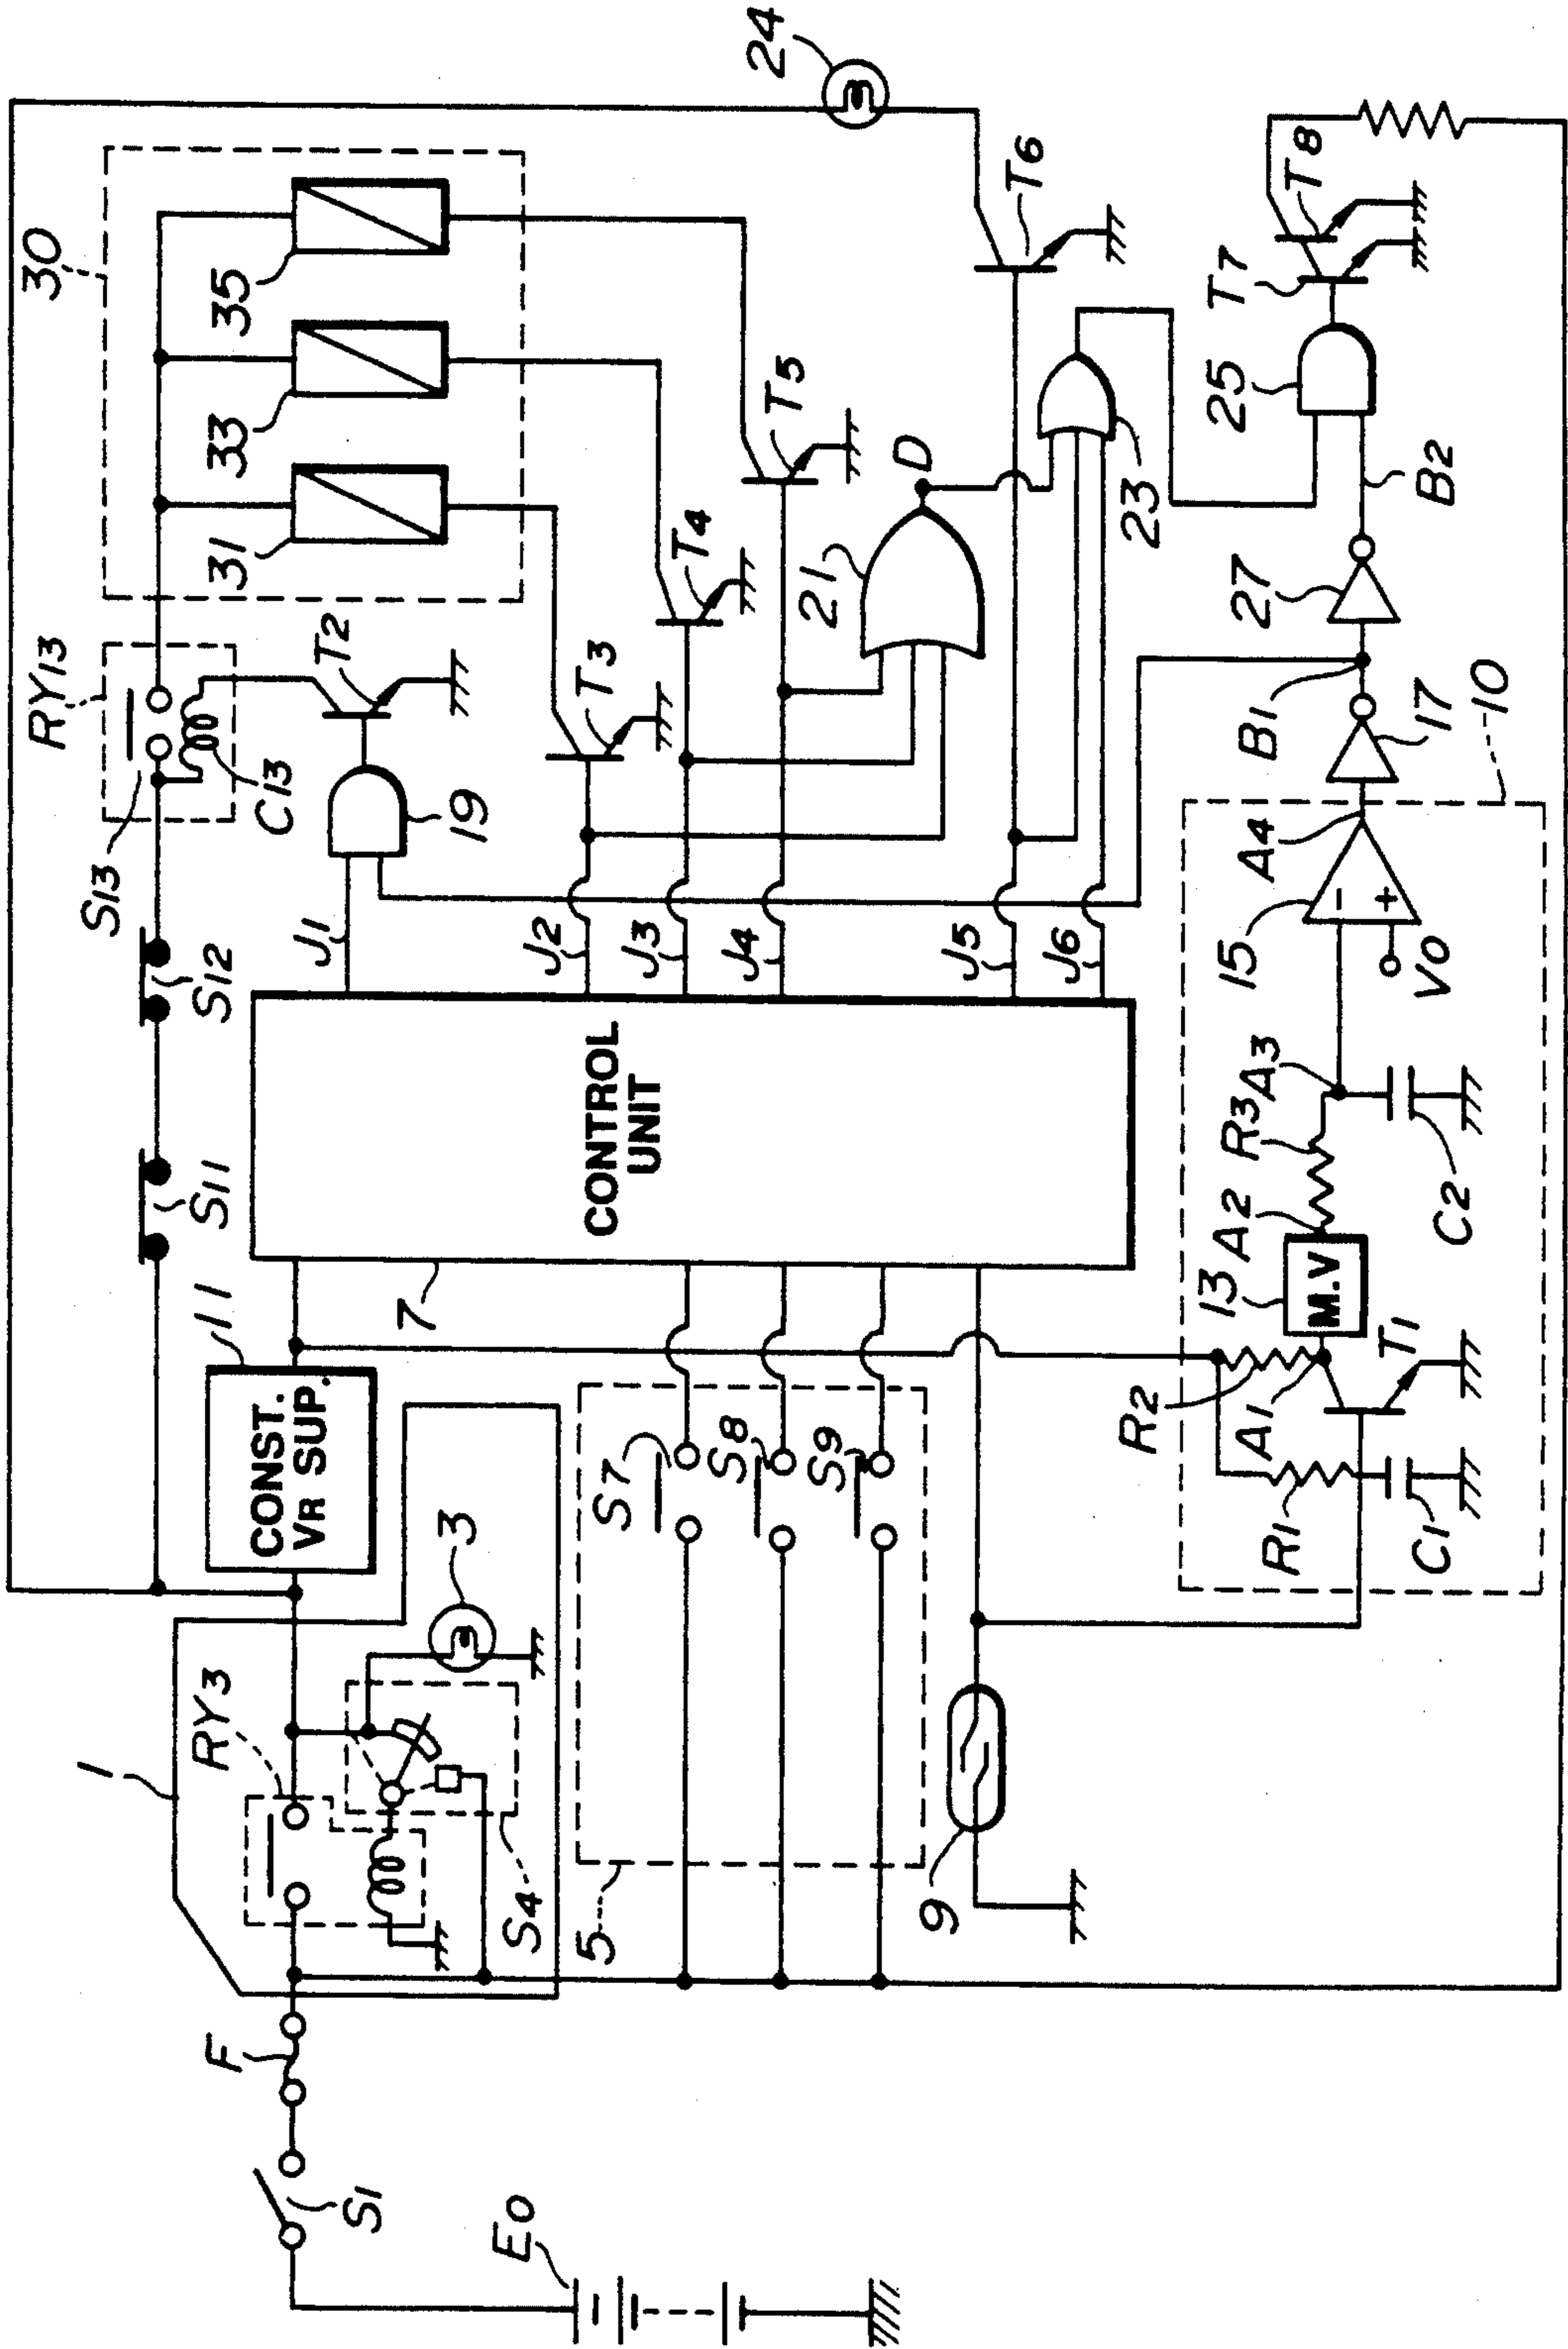 24
30
35
33
31
RY13
S13
C13
T2
19
T3
T4
T5
T6
21
D
23
T7
T8
25
B2
27
B1
17
10
S12
S11
J1
J2
J3
J4
J5
J6
CONTROL
UNIT
7
11
CONST.
VR SUP.
1
RY3
3
S4
5
S7
S8
S9
9
F
S1
E0
15
A4
V0
A3
R3
A2
13
M.V
C2
R2
A1
T1
R1
C1